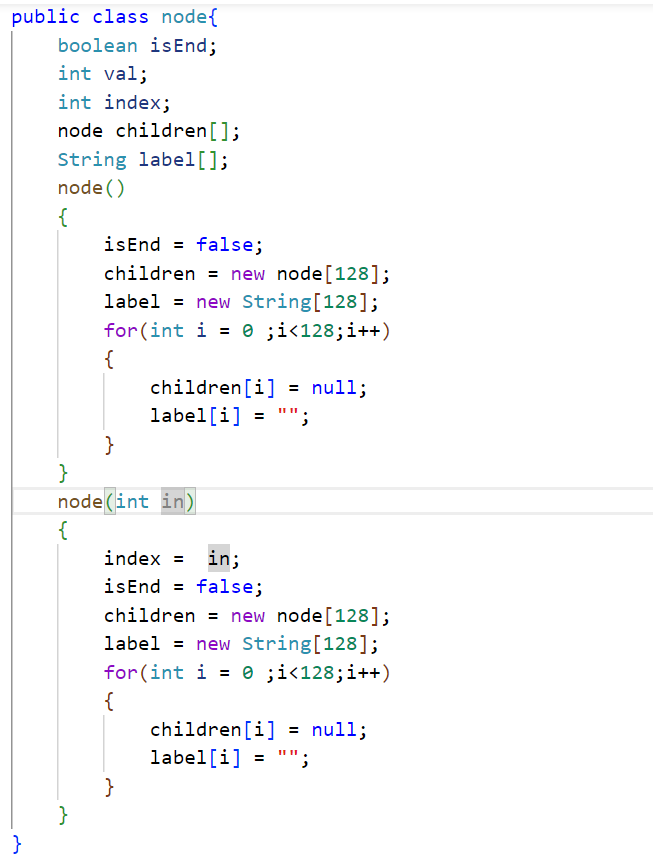 public class node{
    boolean isEnd;
    int val;
    int index;
    node children[];
    String label[];
    node()
    {
        isEnd = false;
        children = new node[128];
        label = new String[128];
        for(int i = 0 ;i<128;i++)
        {
            children[i] = null;
            label[i] = "";
        }
    }
    node(int in)
    {
        index =  in;
        isEnd = false;
        children = new node[128];
        label = new String[128];
        for(int i = 0 ;i<128;i++)
        {
            children[i] = null;
            label[i] = "";
        }
    }
}